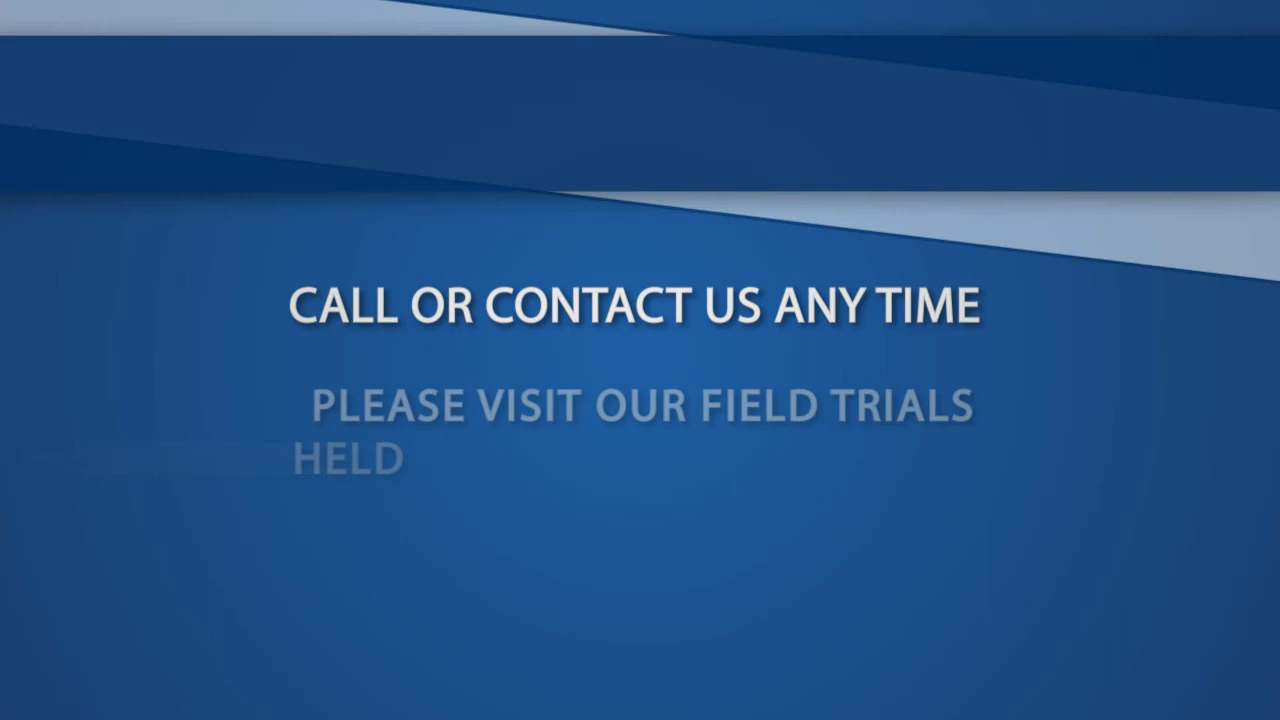 CALL OR CONTACT US ANY TIME
PLEASE VISIT OUR FIELD TRIALS
HELD